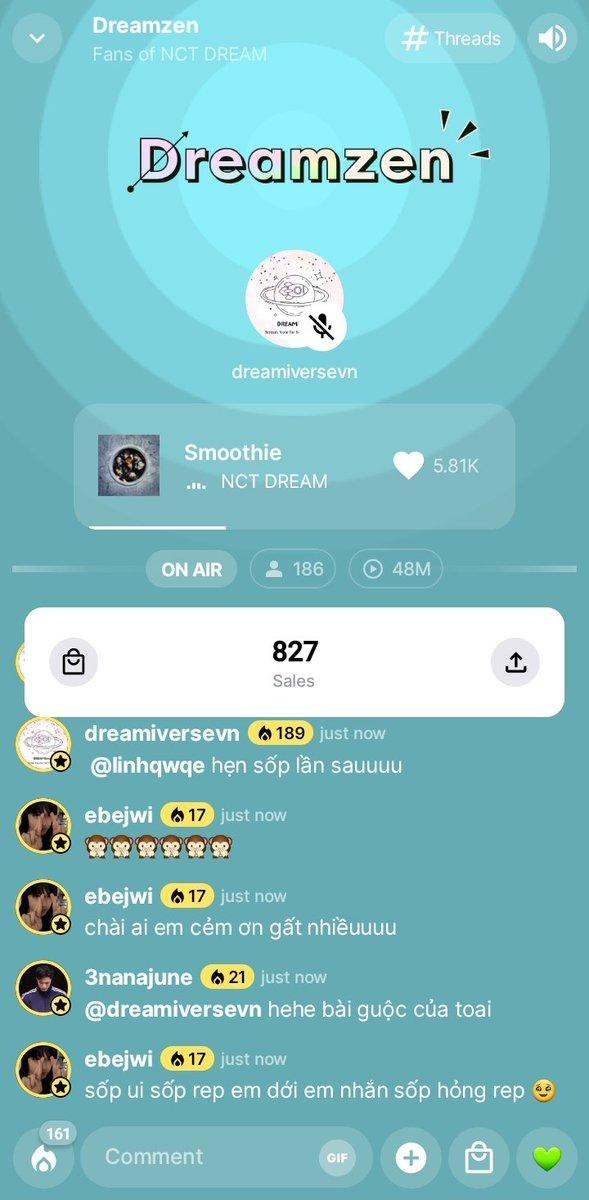 Dreamzen
Fans of NCT DREAM
# Threads
Dreamzen
DREAM
dreamiversevn
Smoothie
NCT DREAM
5.81K
ON AIR
186
48M
827
Sales
dreamiversevn 189 just now
@linhqwqe hẹn sốp lần sauuuu
ebejwi 17 just now
🙊🙊🙊🙊🙊🙊
ebejwi 17 just now
chài ai em cẻm ơn gất nhiềuuuu
3nanajune 21 just now
@dreamiversevn hehe bài guộc của toai
ebejwi 17 just now
sốp ui sốp rep em dới em nhắn sốp hỏng rep 🥹
161
Comment
GIF